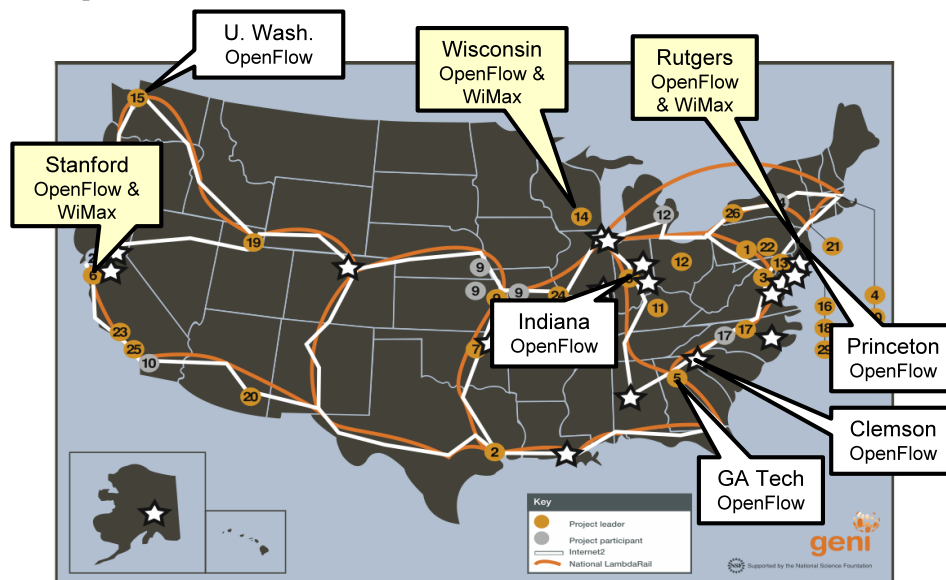 U. Wash.
OpenFlow
Wisconsin
OpenFlow &
WiMax
Rutgers
OpenFlow
& WiMax
Stanford
OpenFlow &
WiMax
Indiana
OpenFlow
Princeton
OpenFlow
Clemson
OpenFlow
GA Tech
OpenFlow
15
14
12
26
19
9
9
9
24
12
1
22
13
3
21
6
11
16
4
18
29
23
25
10
20
7
17
17
5
2
Key
Project leader
Project participant
Internet2
National LambdaRail
geni
NSF
Supported by the National Science Foundation